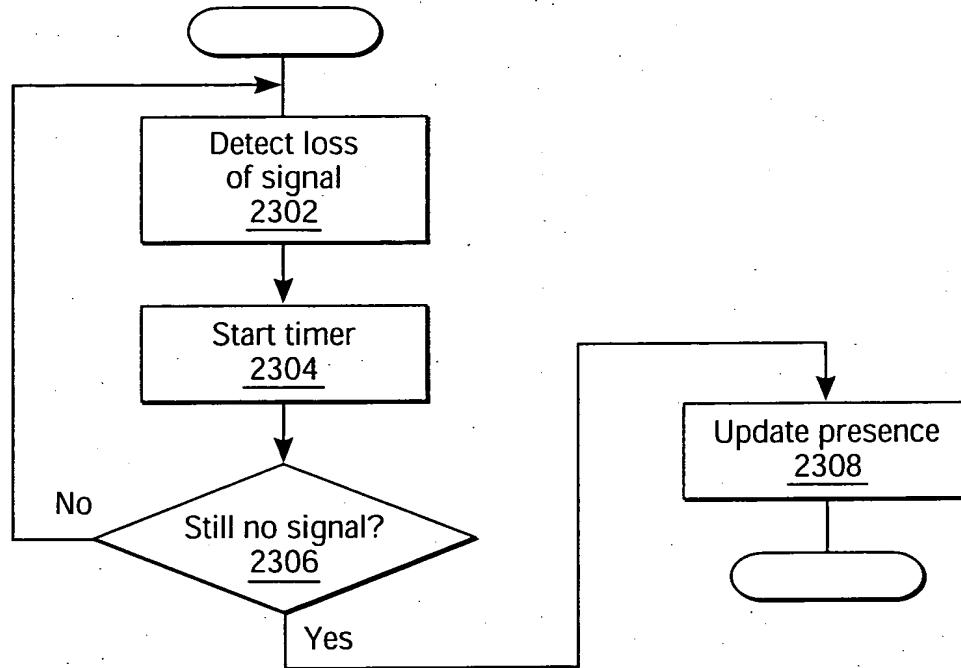 Detect loss
of signal
2302
Start timer
2304
No
Still no signal?
2306
Yes
Update presence
2308